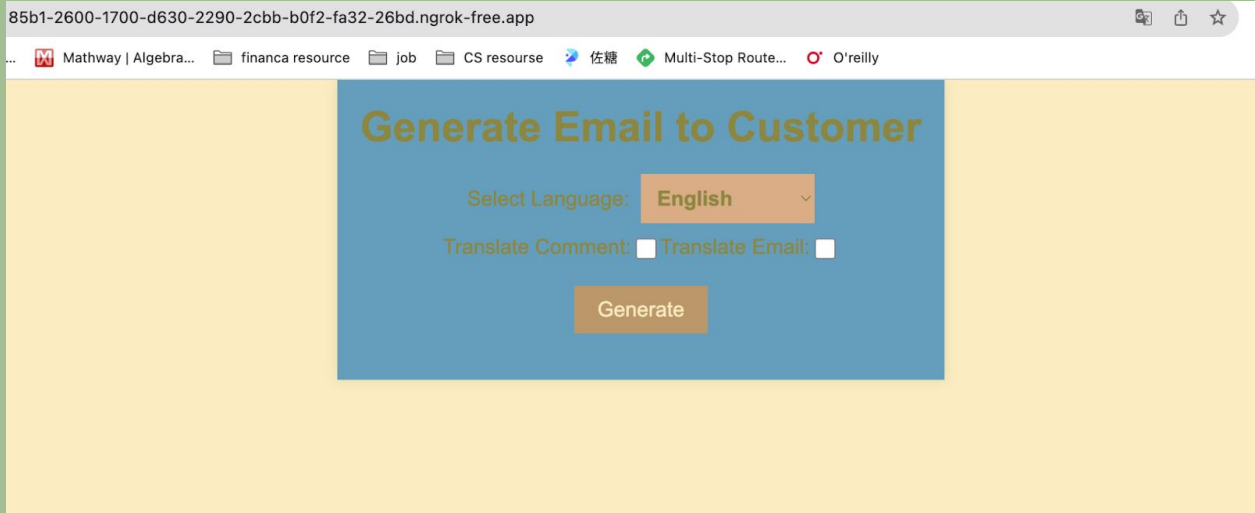 85b1-2600-1700-d630-2290-2cbb-b0f2-fa32-26bd.ngrok-free.app
... Mathway | Algebra... financa resource job CS resourse 佐糖 Multi-Stop Route... O'reilly
Generate Email to Customer
Select Language: English
Translate Comment: Translate Email:
Generate